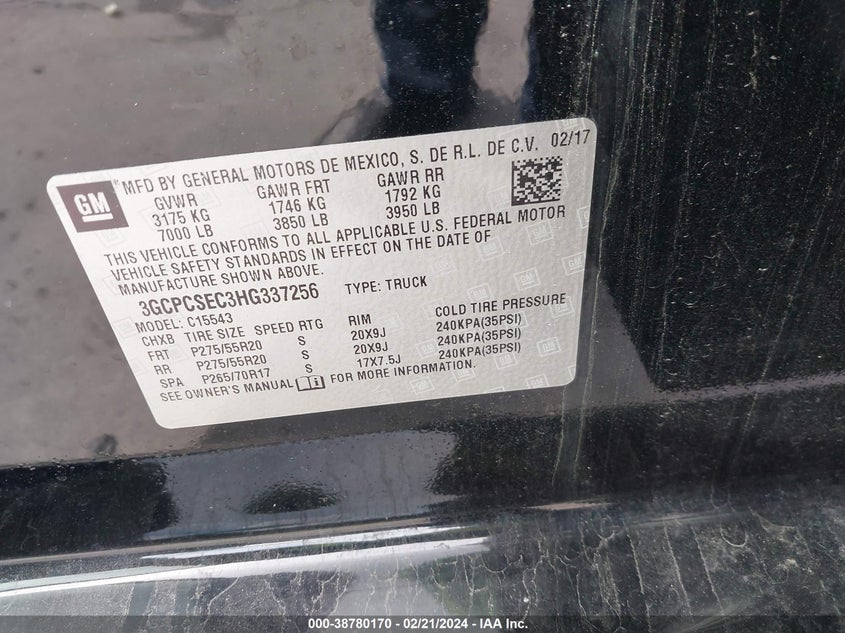 GM
MFD BY GENERAL MOTORS DE MEXICO, S. DE R.L. DE C.V. 02/17
GVWR GAWR FRT GAWR RR
3175 KG 1746 KG 1792 KG
7000 LB 3850 LB 3950 LB
THIS VEHICLE CONFORMS TO ALL APPLICABLE U.S. FEDERAL MOTOR
VEHICLE SAFETY STANDARDS IN EFFECT ON THE DATE OF
MANUFACTURE SHOWN ABOVE.
3GCPCSEC3HG337256 TYPE: TRUCK
MODEL: C15543
CHXB TIRE SIZE SPEED RTG RIM COLD TIRE PRESSURE
FRT P275/55R20 S 20X9J 240KPA(35PSI)
RR P275/55R20 S 20X9J 240KPA(35PSI)
SPA P265/70R17 S 17X7.5J 240KPA(35PSI)
SEE OWNER'S MANUAL i FOR MORE INFORMATION.
000-38780170 - 02/21/2024 - IAA Inc.